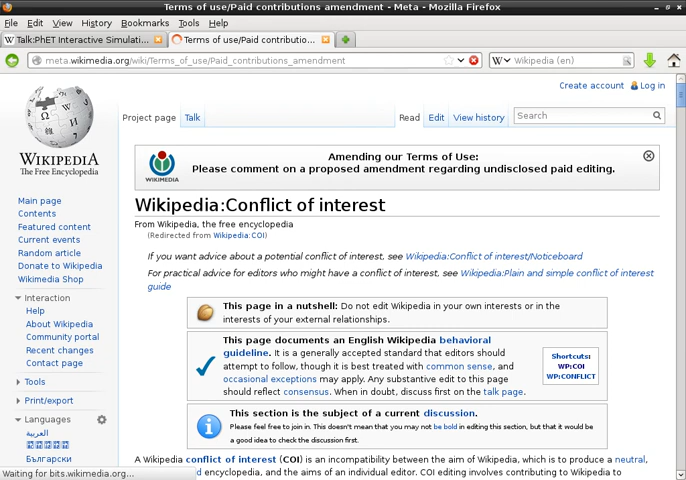 Terms of use/Paid contributions amendment - Meta - Mozilla Firefox
File Edit View History Bookmarks Tools Help
W Talk:PhET Interactive Simulati...
Terms of use/Paid contributio...
meta.wikimedia.org/wiki/Terms_of_use/Paid_contributions_amendment
W Wikipedia (en)
Create account Log in
Project page Talk Read Edit View history Search
WIKIPEDIA
The Free Encyclopedia
WIKIMEDIA
Amending our Terms of Use:
Please comment on a proposed amendment regarding undisclosed paid editing.
Main page
Contents
Featured content
Current events
Random article
Donate to Wikipedia
Wikimedia Shop
Interaction
Help
About Wikipedia
Community portal
Recent changes
Contact page
Tools
Print/export
Languages
العربية
Български
Wikipedia:Conflict of interest
From Wikipedia, the free encyclopedia
(Redirected from Wikipedia:COI)
If you want advice about a potential conflict of interest, see Wikipedia:Conflict of interest/Noticeboard
For practical advice for editors who might have a conflict of interest, see Wikipedia:Plain and simple conflict of interest
guide
This page in a nutshell: Do not edit Wikipedia in your own interests or in the
interests of your external relationships.
This page documents an English Wikipedia behavioral
guideline. It is a generally accepted standard that editors should
attempt to follow, though it is best treated with common sense, and
occasional exceptions may apply. Any substantive edit to this page
should reflect consensus. When in doubt, discuss first on the talk page.
Shortcuts:
WP:COI
WP:CONFLICT
This section is the subject of a current discussion.
Please feel free to join in. This doesn't mean that you may not be bold in editing this section, but that it would be
a good idea to check the discussion first.
A Wikipedia conflict of interest (COI) is an incompatibility between the aim of Wikipedia, which is to produce a neutral,
encyclopedia, and the aims of an individual editor. COI editing involves contributing to Wikipedia to
Waiting for bits.wikimedia.org...